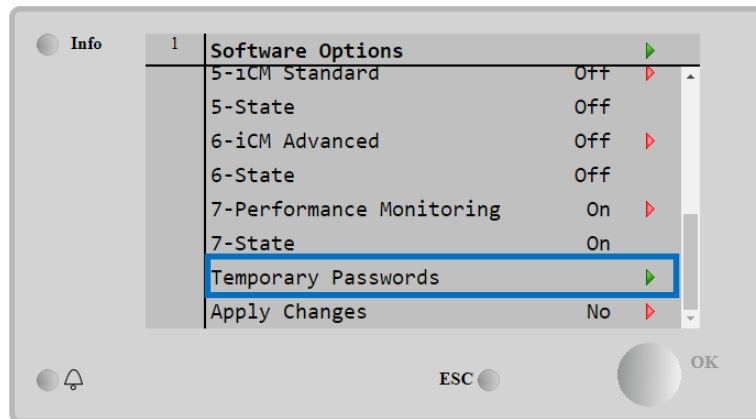 Info
1 Software Options
5-iCM Standard Off
5-State Off
6-iCM Advanced Off
6-State Off
7-Performance Monitoring On
7-State On
Temporary Passwords
Apply Changes No
ESC
OK